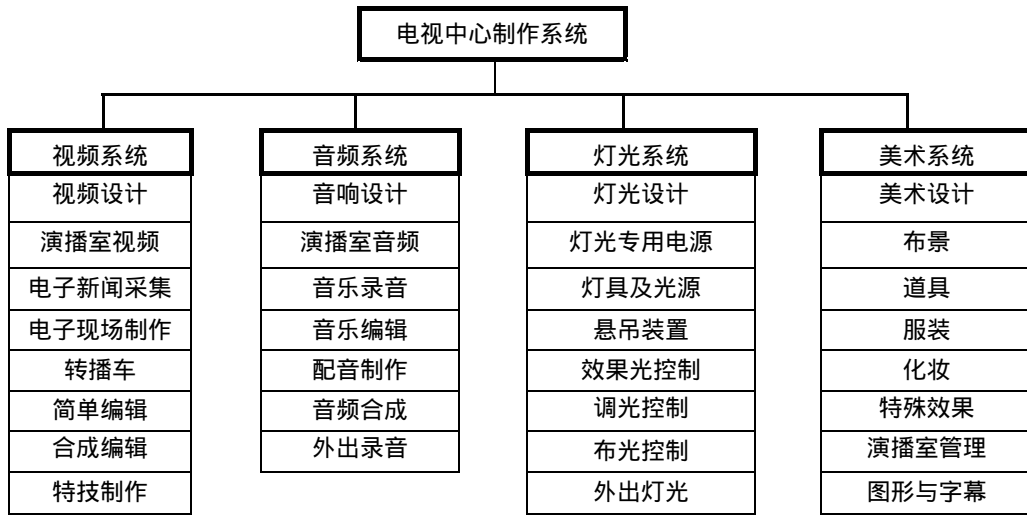 电视中心制作系统
视频系统
视频设计
演播室视频
电子新闻采集
电子现场制作
转播车
简单编辑
合成编辑
特技制作
音频系统
音响设计
演播室音频
音乐录音
音乐编辑
配音制作
音频合成
外出录音
灯光系统
灯光设计
灯光专用电源
灯具及光源
悬吊装置
效果光控制
调光控制
布光控制
外出灯光
美术系统
美术设计
布景
道具
服装
化妆
特殊效果
演播室管理
图形与字幕